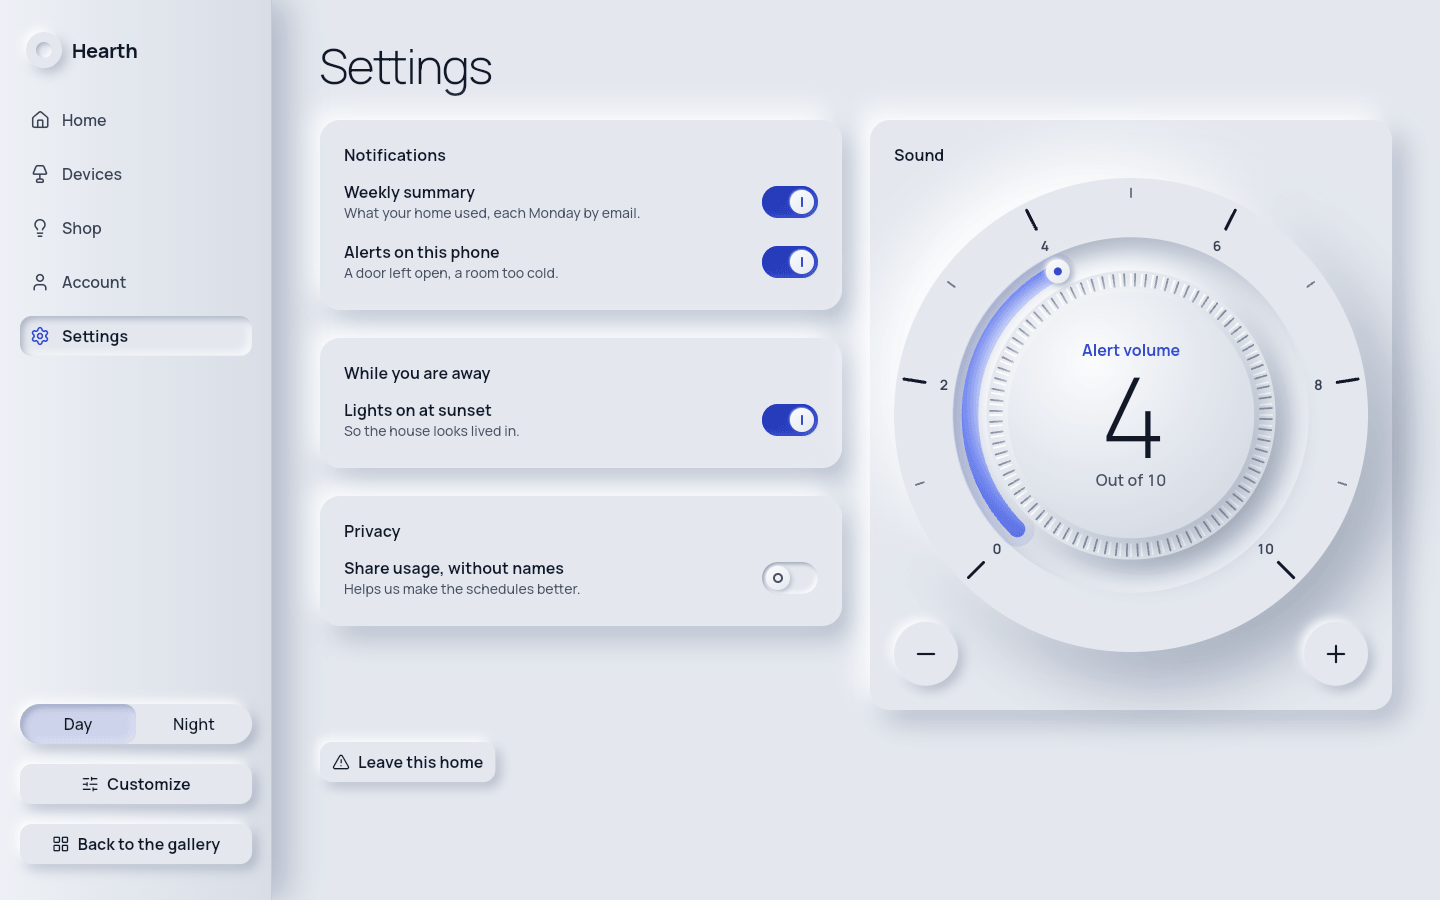 Hearth
Home
Devices
Shop
Account
Settings
Day
Night
Customize
Back to the gallery
Settings
Notifications
Weekly summary
What your home used, each Monday by email.
Alerts on this phone
A door left open, a room too cold.
While you are away
Lights on at sunset
So the house looks lived in.
Privacy
Share usage, without names
Helps us make the schedules better.
Leave this home
Sound
4
6
2
8
0
10
Alert volume
4
Out of 10